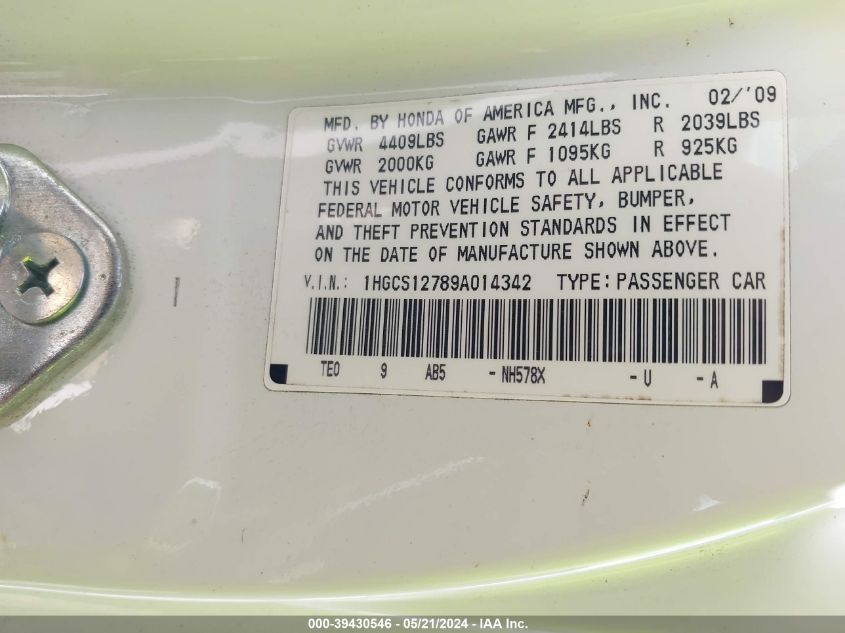 MFD. BY HONDA OF AMERICA MFG., INC. 02/'09
GVWR 4409LBS GAWR F 2414LBS R 2039LBS
GVWR 2000KG GAWR F 1095KG R 925KG
THIS VEHICLE CONFORMS TO ALL APPLICABLE
FEDERAL MOTOR VEHICLE SAFETY, BUMPER,
AND THEFT PREVENTION STANDARDS IN EFFECT
ON THE DATE OF MANUFACTURE SHOWN ABOVE.
V.I.N.: 1HGCS12789A014342 TYPE: PASSENGER CAR
TE0 9 AB5 - NH578X - U - A
000-39430546 - 05/21/2024 - IAA Inc.